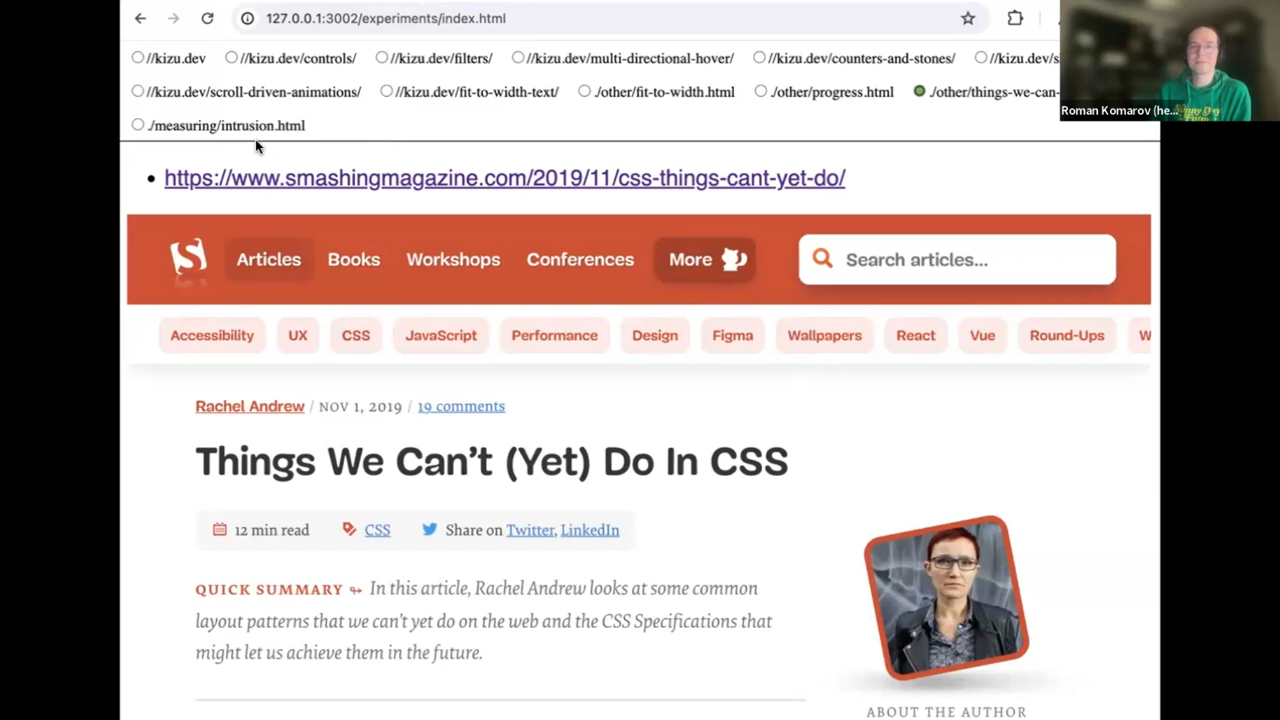 127.0.0.1:3002/experiments/index.html
//kizu.dev //kizu.dev/controls/ //kizu.dev/filters/ //kizu.dev/multi-directional-hover/ //kizu.dev/counters-and-stones/
//kizu.dev/scroll-driven-animations/ //kizu.dev/fit-to-width-text/ ./other/fit-to-width.html ./other/progress.html ./other/things-we-can-
./measuring/intrusion.html
Roman Komarov (he...
• https://www.smashingmagazine.com/2019/11/css-things-cant-yet-do/
Articles Books Workshops Conferences More Search articles...
Accessibility UX CSS JavaScript Performance Design Figma Wallpapers React Vue Round-Ups W
Rachel Andrew / NOV 1, 2019 / 19 comments
Things We Can’t (Yet) Do In CSS
12 min read CSS Share on Twitter, LinkedIn
QUICK SUMMARY ↬ In this article, Rachel Andrew looks at some common
layout patterns that we can’t yet do on the web and the CSS Specifications that
might let us achieve them in the future.
ABOUT THE AUTHOR